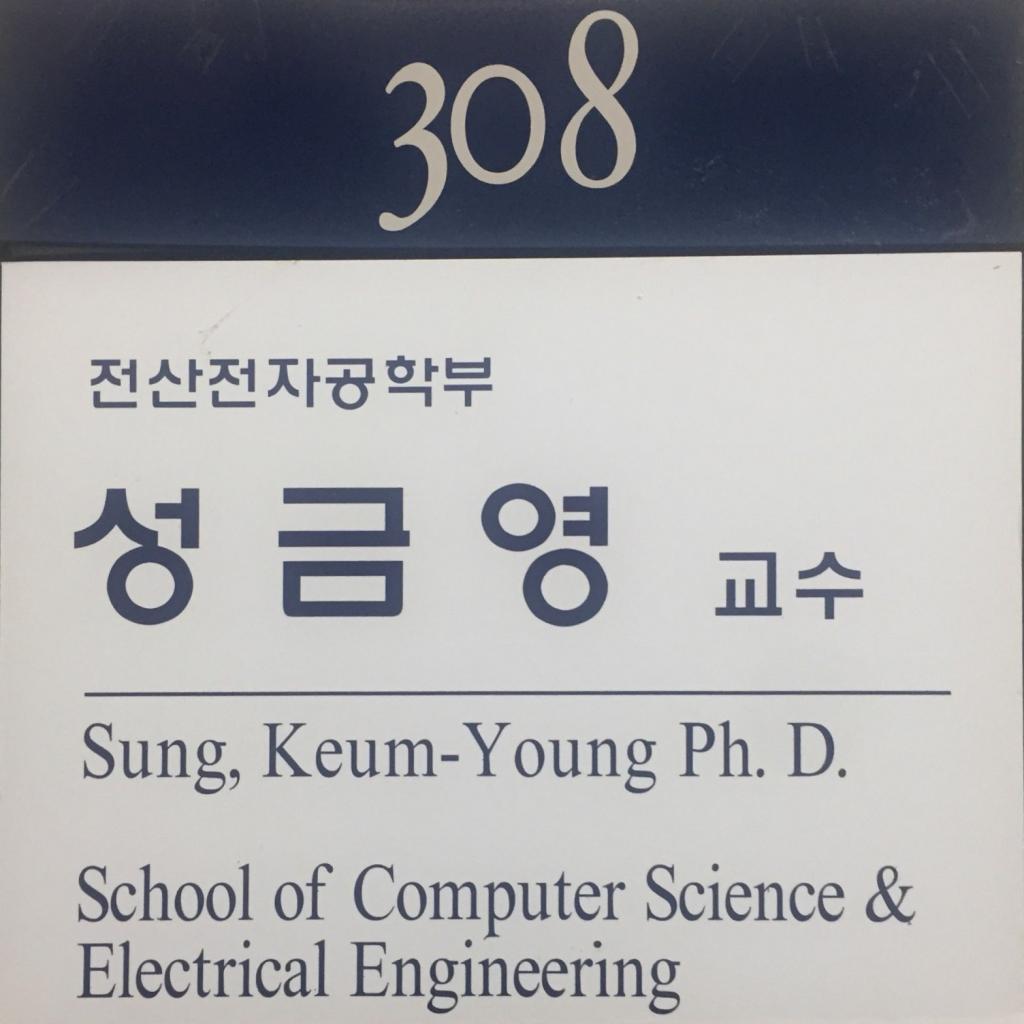 308
전산전자공학부
성금영 교수
Sung, Keum-Young Ph. D.
School of Computer Science &
Electrical Engineering